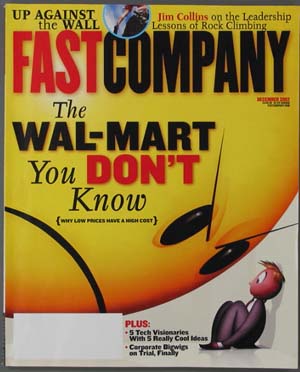 UP AGAINST
the WALL
Jim Collins on the Leadership
Lessons of Rock Climbing
FASTCOMPANY
DECEMBER 2003
The
WAL-MART
You DON'T
Know
{WHY LOW PRICES HAVE A HIGH COST}
PLUS:
• 5 Tech Visionaries
With 5 Really Cool Ideas
• Corporate Bigwigs
on Trial, Finally